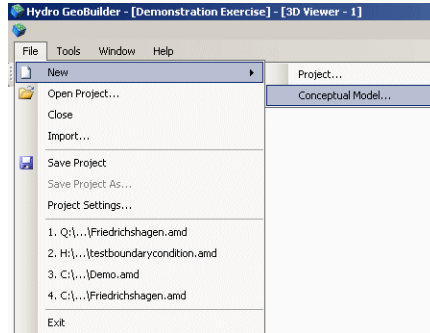 Hydro GeoBuilder - [Demonstration Exercise] - [3D Viewer - 1]
File Tools Window Help
New
Project...
Open Project...
Conceptual Model...
Close
Import...
Save Project
Save Project As...
Project Settings...
1. Q:\...\Friedrichshagen.amd
2. H:\...\testboundarycondition.amd
3. C:\...\Demo.amd
4. C:\...\Friedrichshagen.amd
Exit